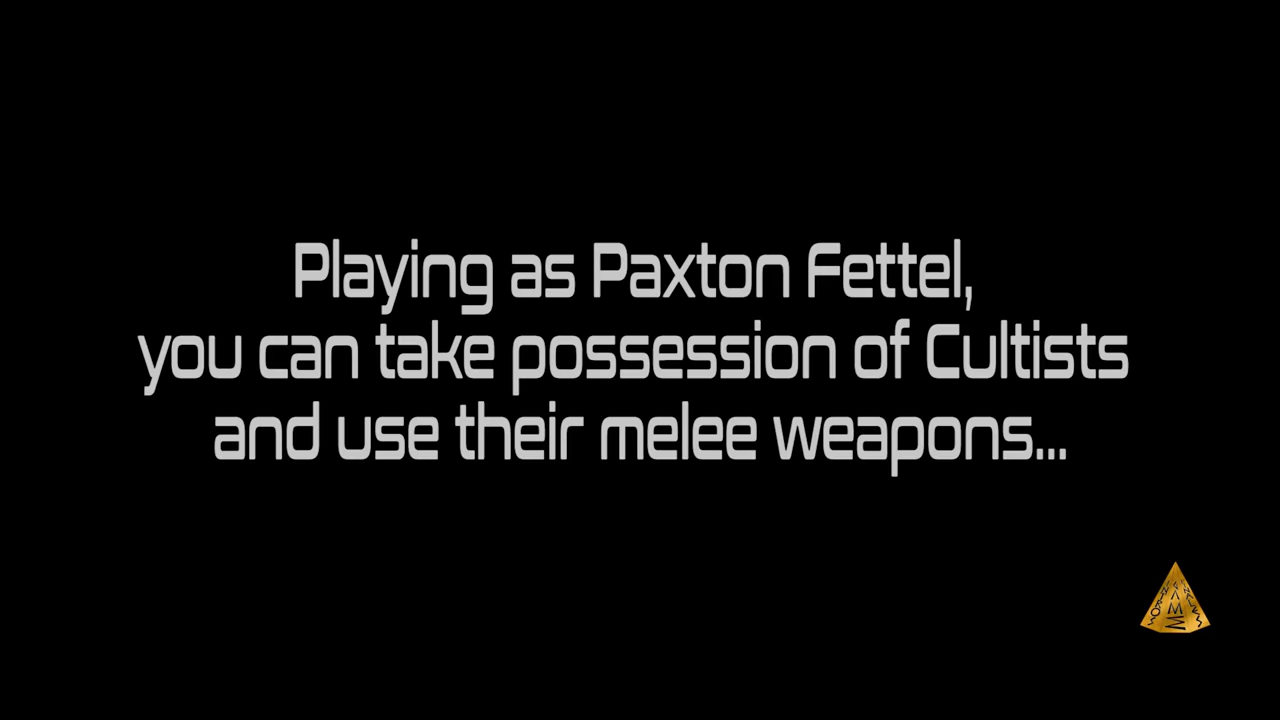 Playing as Paxton Fettel,
you can take possession of Cultists
and use their melee weapons...